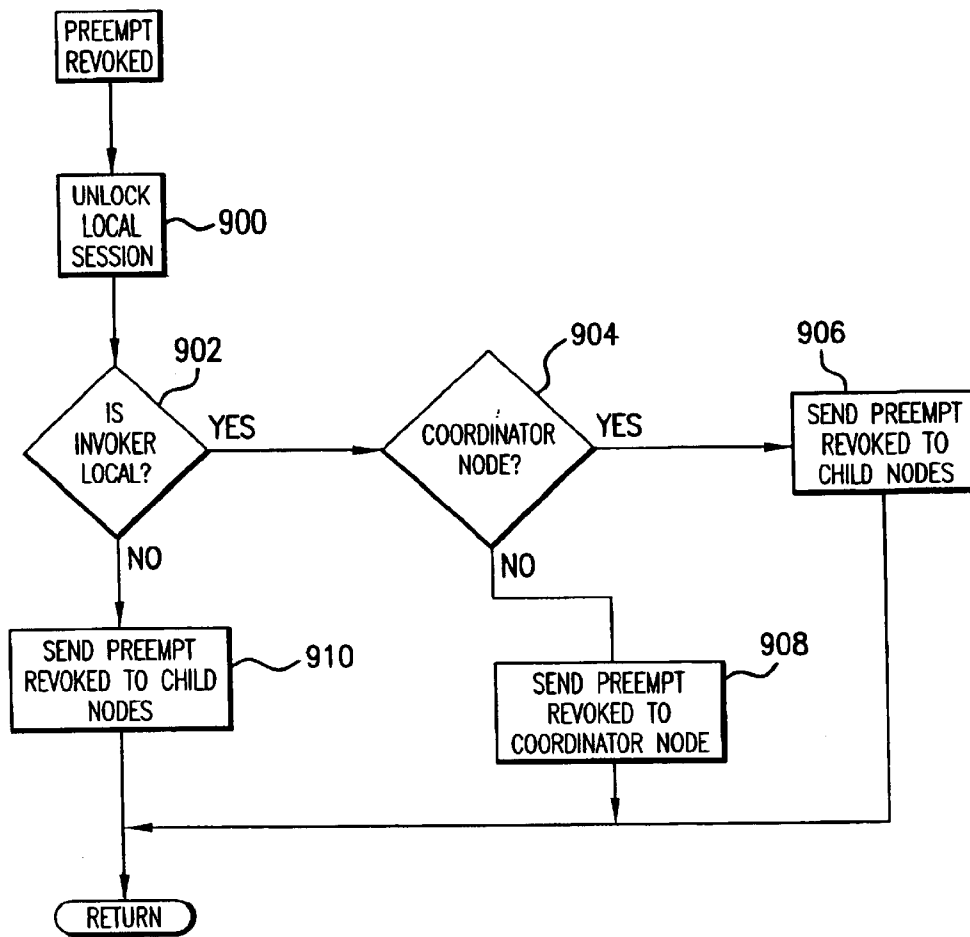 PREEMPT
REVOKED
UNLOCK
LOCAL
SESSION
900
902
IS
INVOKER
LOCAL?
YES
NO
904
COORDINATOR
NODE?
YES
NO
906
SEND PREEMPT
REVOKED TO
CHILD NODES
SEND PREEMPT
REVOKED TO CHILD
NODES
910
908
SEND PREEMPT
REVOKED TO
COORDINATOR NODE
RETURN